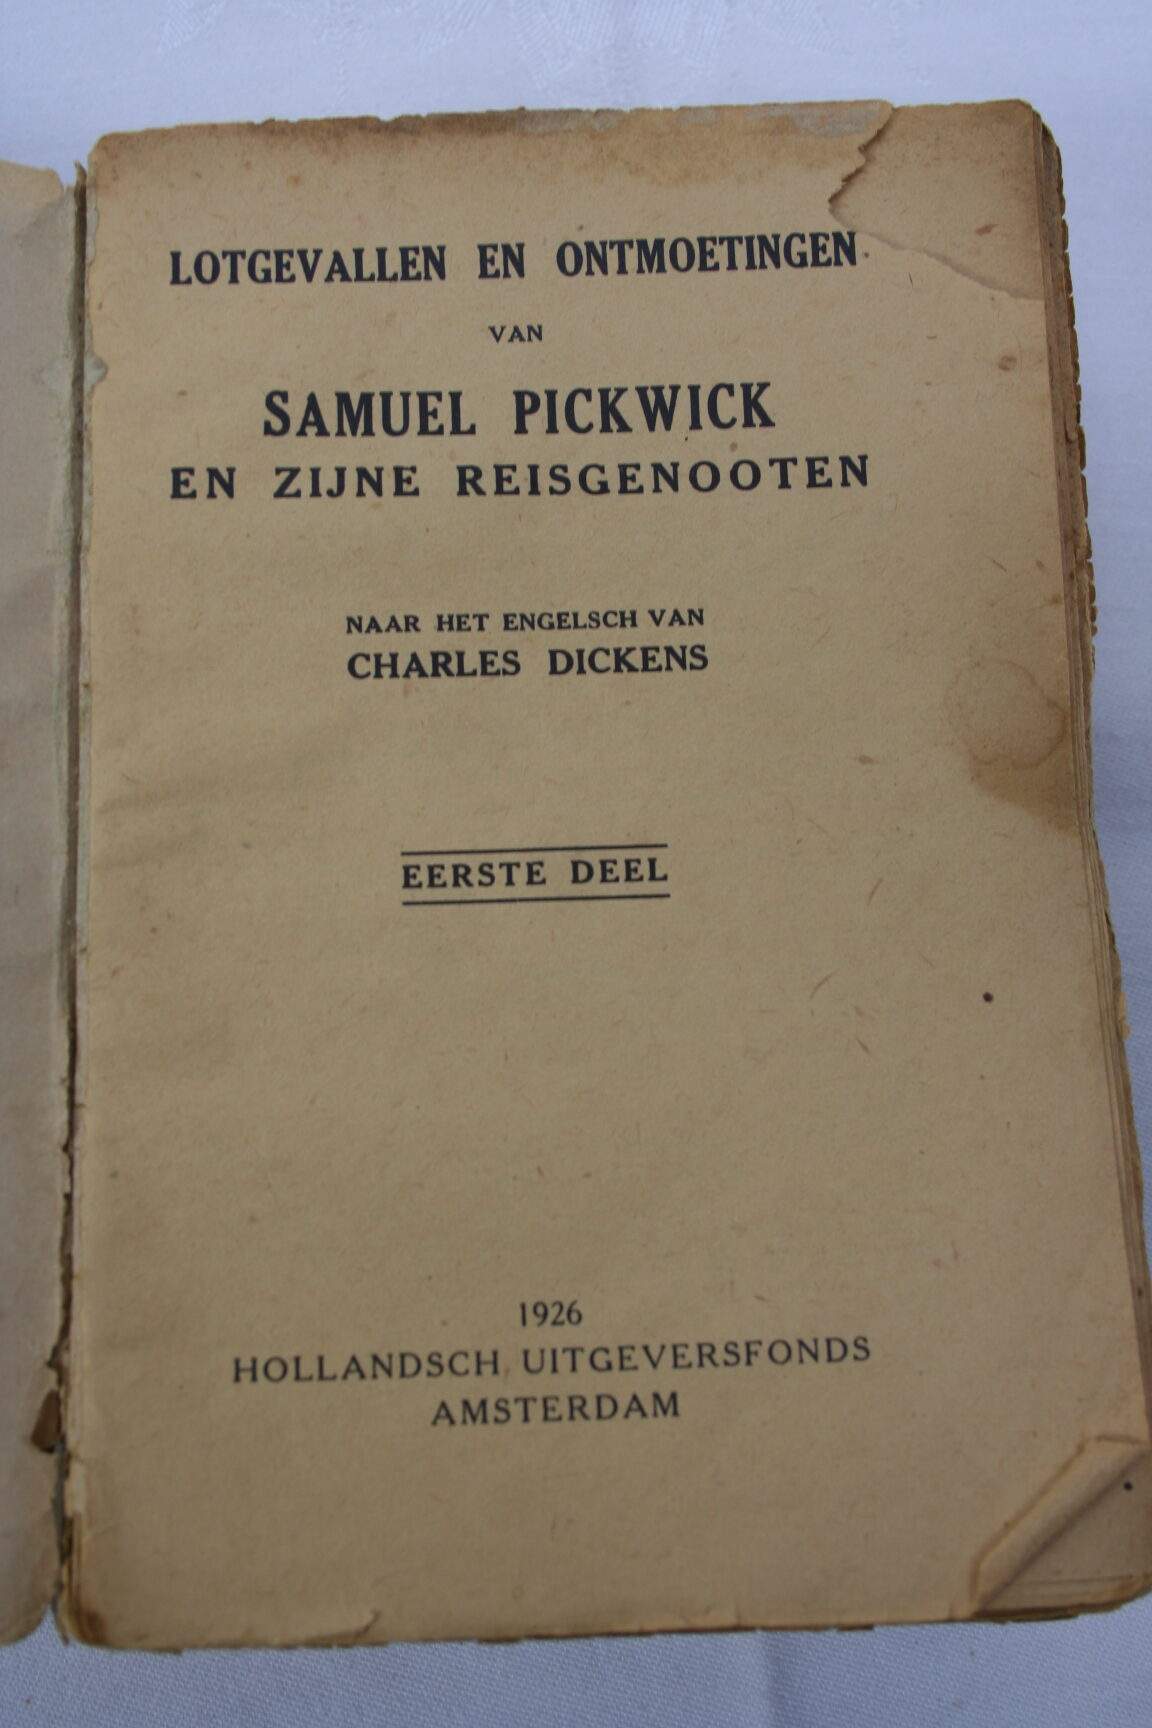 LOTGEVALLEN EN ONTMOETINGEN
VAN
SAMUEL PICKWICK
EN ZIJNE REISGENOOTEN
NAAR HET ENGELSCH VAN
CHARLES DICKENS
EERSTE DEEL
1926
HOLLANDSCH UITGEVERSFONDS
AMSTERDAM